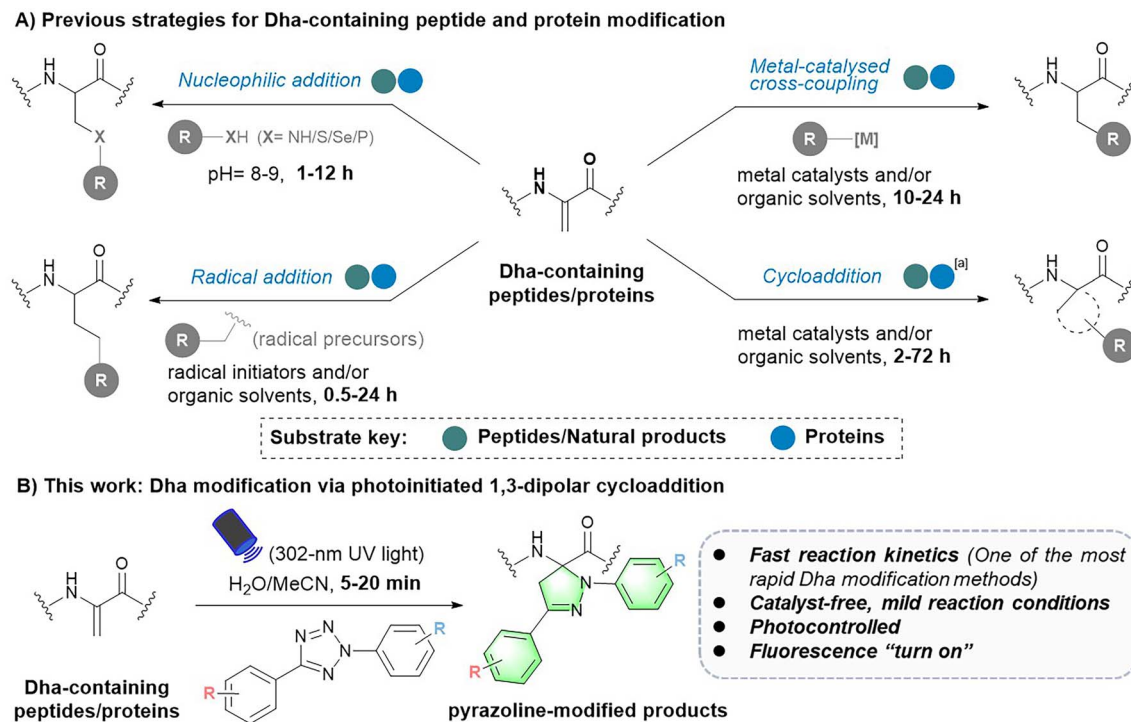 A) Previous strategies for Dha-containing peptide and protein modification
H
N
O
X
R
Nucleophilic addition
R XH (X= NH/S/Se/P)
pH= 8-9, 1-12 h
Metal-catalysed
cross-coupling
R [M]
metal catalysts and/or
organic solvents, 10-24 h
H
N
O
R
H
N
O
Dha-containing
peptides/proteins
H
N
O
R
Radical addition
R (radical precursors)
radical initiators and/or
organic solvents, 0.5-24 h
Cycloaddition [a]
metal catalysts and/or
organic solvents, 2-72 h
H
N
O
R
Substrate key: Peptides/Natural products Proteins
B) This work: Dha modification via photoinitiated 1,3-dipolar cycloaddition
H
N
O
Dha-containing
peptides/proteins
(302-nm UV light)
H2O/MeCN, 5-20 min
N=N
N N
R
R
H
N
O
N
N
R
R
pyrazoline-modified products
● Fast reaction kinetics (One of the most
rapid Dha modification methods)
● Catalyst-free, mild reaction conditions
● Photocontrolled
● Fluorescence “turn on”